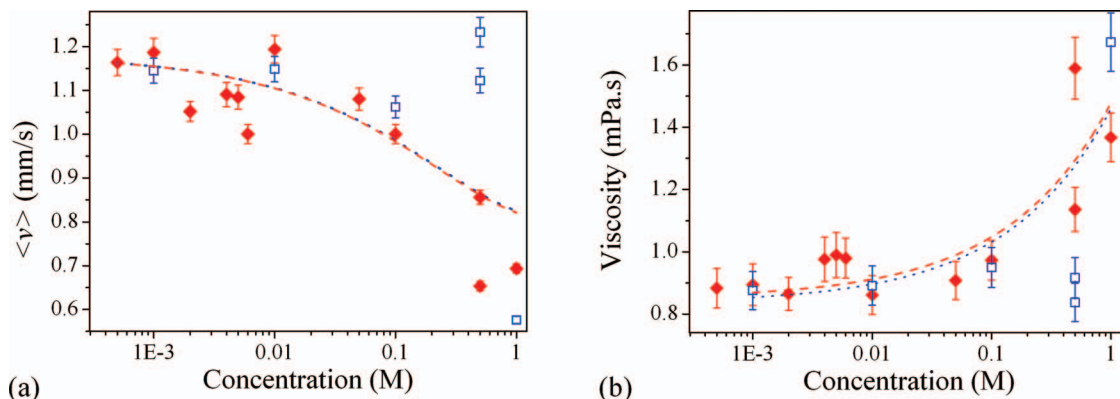 1.2
1.1
1.0
0.9
0.8
0.7
0.6
<v> (mm/s)
1E-3
0.01
0.1
1
Concentration (M)
(a)
1.6
1.4
1.2
1.0
0.8
Viscosity (mPa.s)
1E-3
0.01
0.1
1
Concentration (M)
(b)